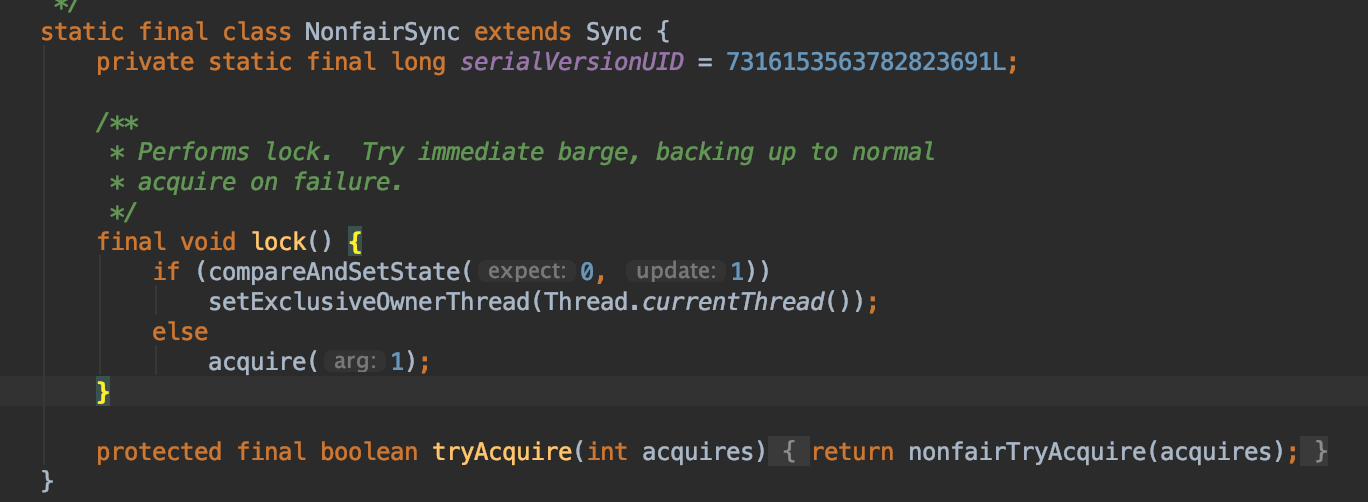 */
static final class NonfairSync extends Sync {
private static final long serialVersionUID = 7316153563782823691L;
/**
* Performs lock.  Try immediate barge, backing up to normal
* acquire on failure.
*/
final void lock() {
if (compareAndSetState( expect: 0, update: 1))
setExclusiveOwnerThread(Thread.currentThread());
else
acquire( arg: 1);
}
protected final boolean tryAcquire(int acquires) { return nonfairTryAcquire(acquires); }
}